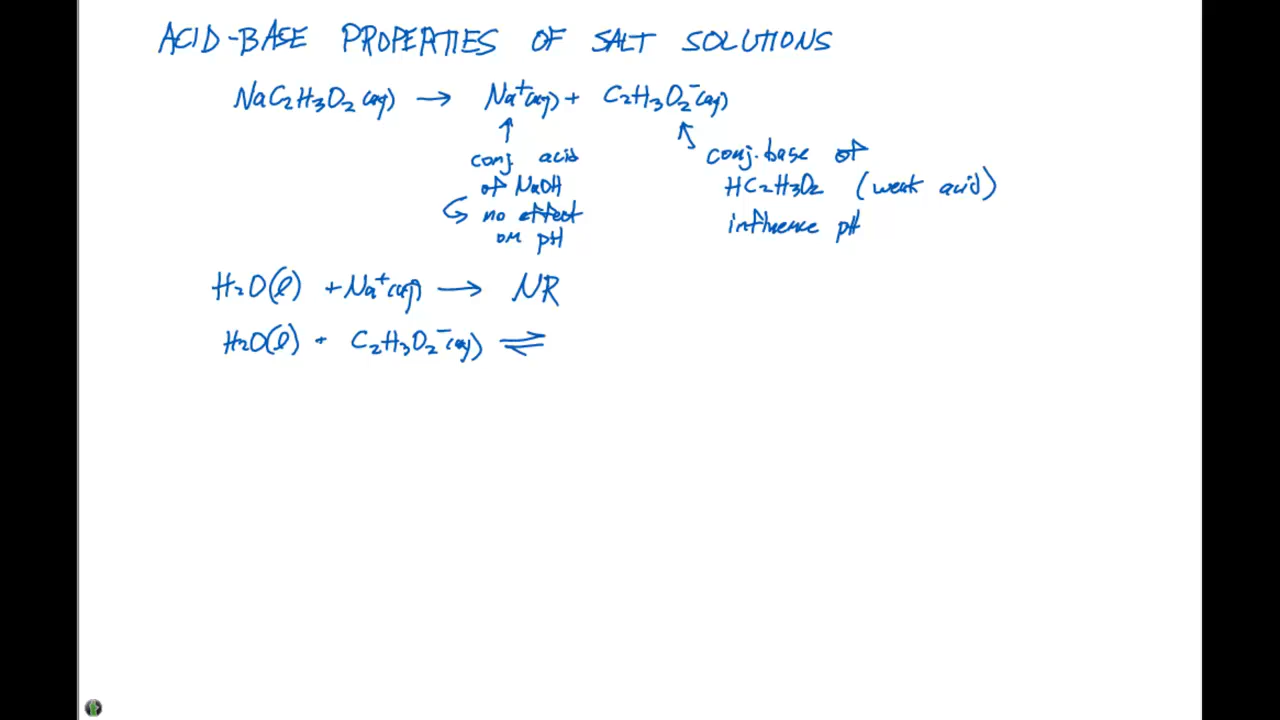 ACID-BASE PROPERTIES OF SALT SOLUTIONS
NaC₂H₃O₂ (aq) → Na⁺(aq) + C₂H₃O₂⁻(aq)
↑
conj. acid
of NaOH
↪ no effect
on pH
↖ conj. base of
HC₂H₃O₂ (weak acid)
influence pH
H₂O(l) + Na⁺(aq) → NR
H₂O(l) + C₂H₃O₂⁻(aq) ⇌